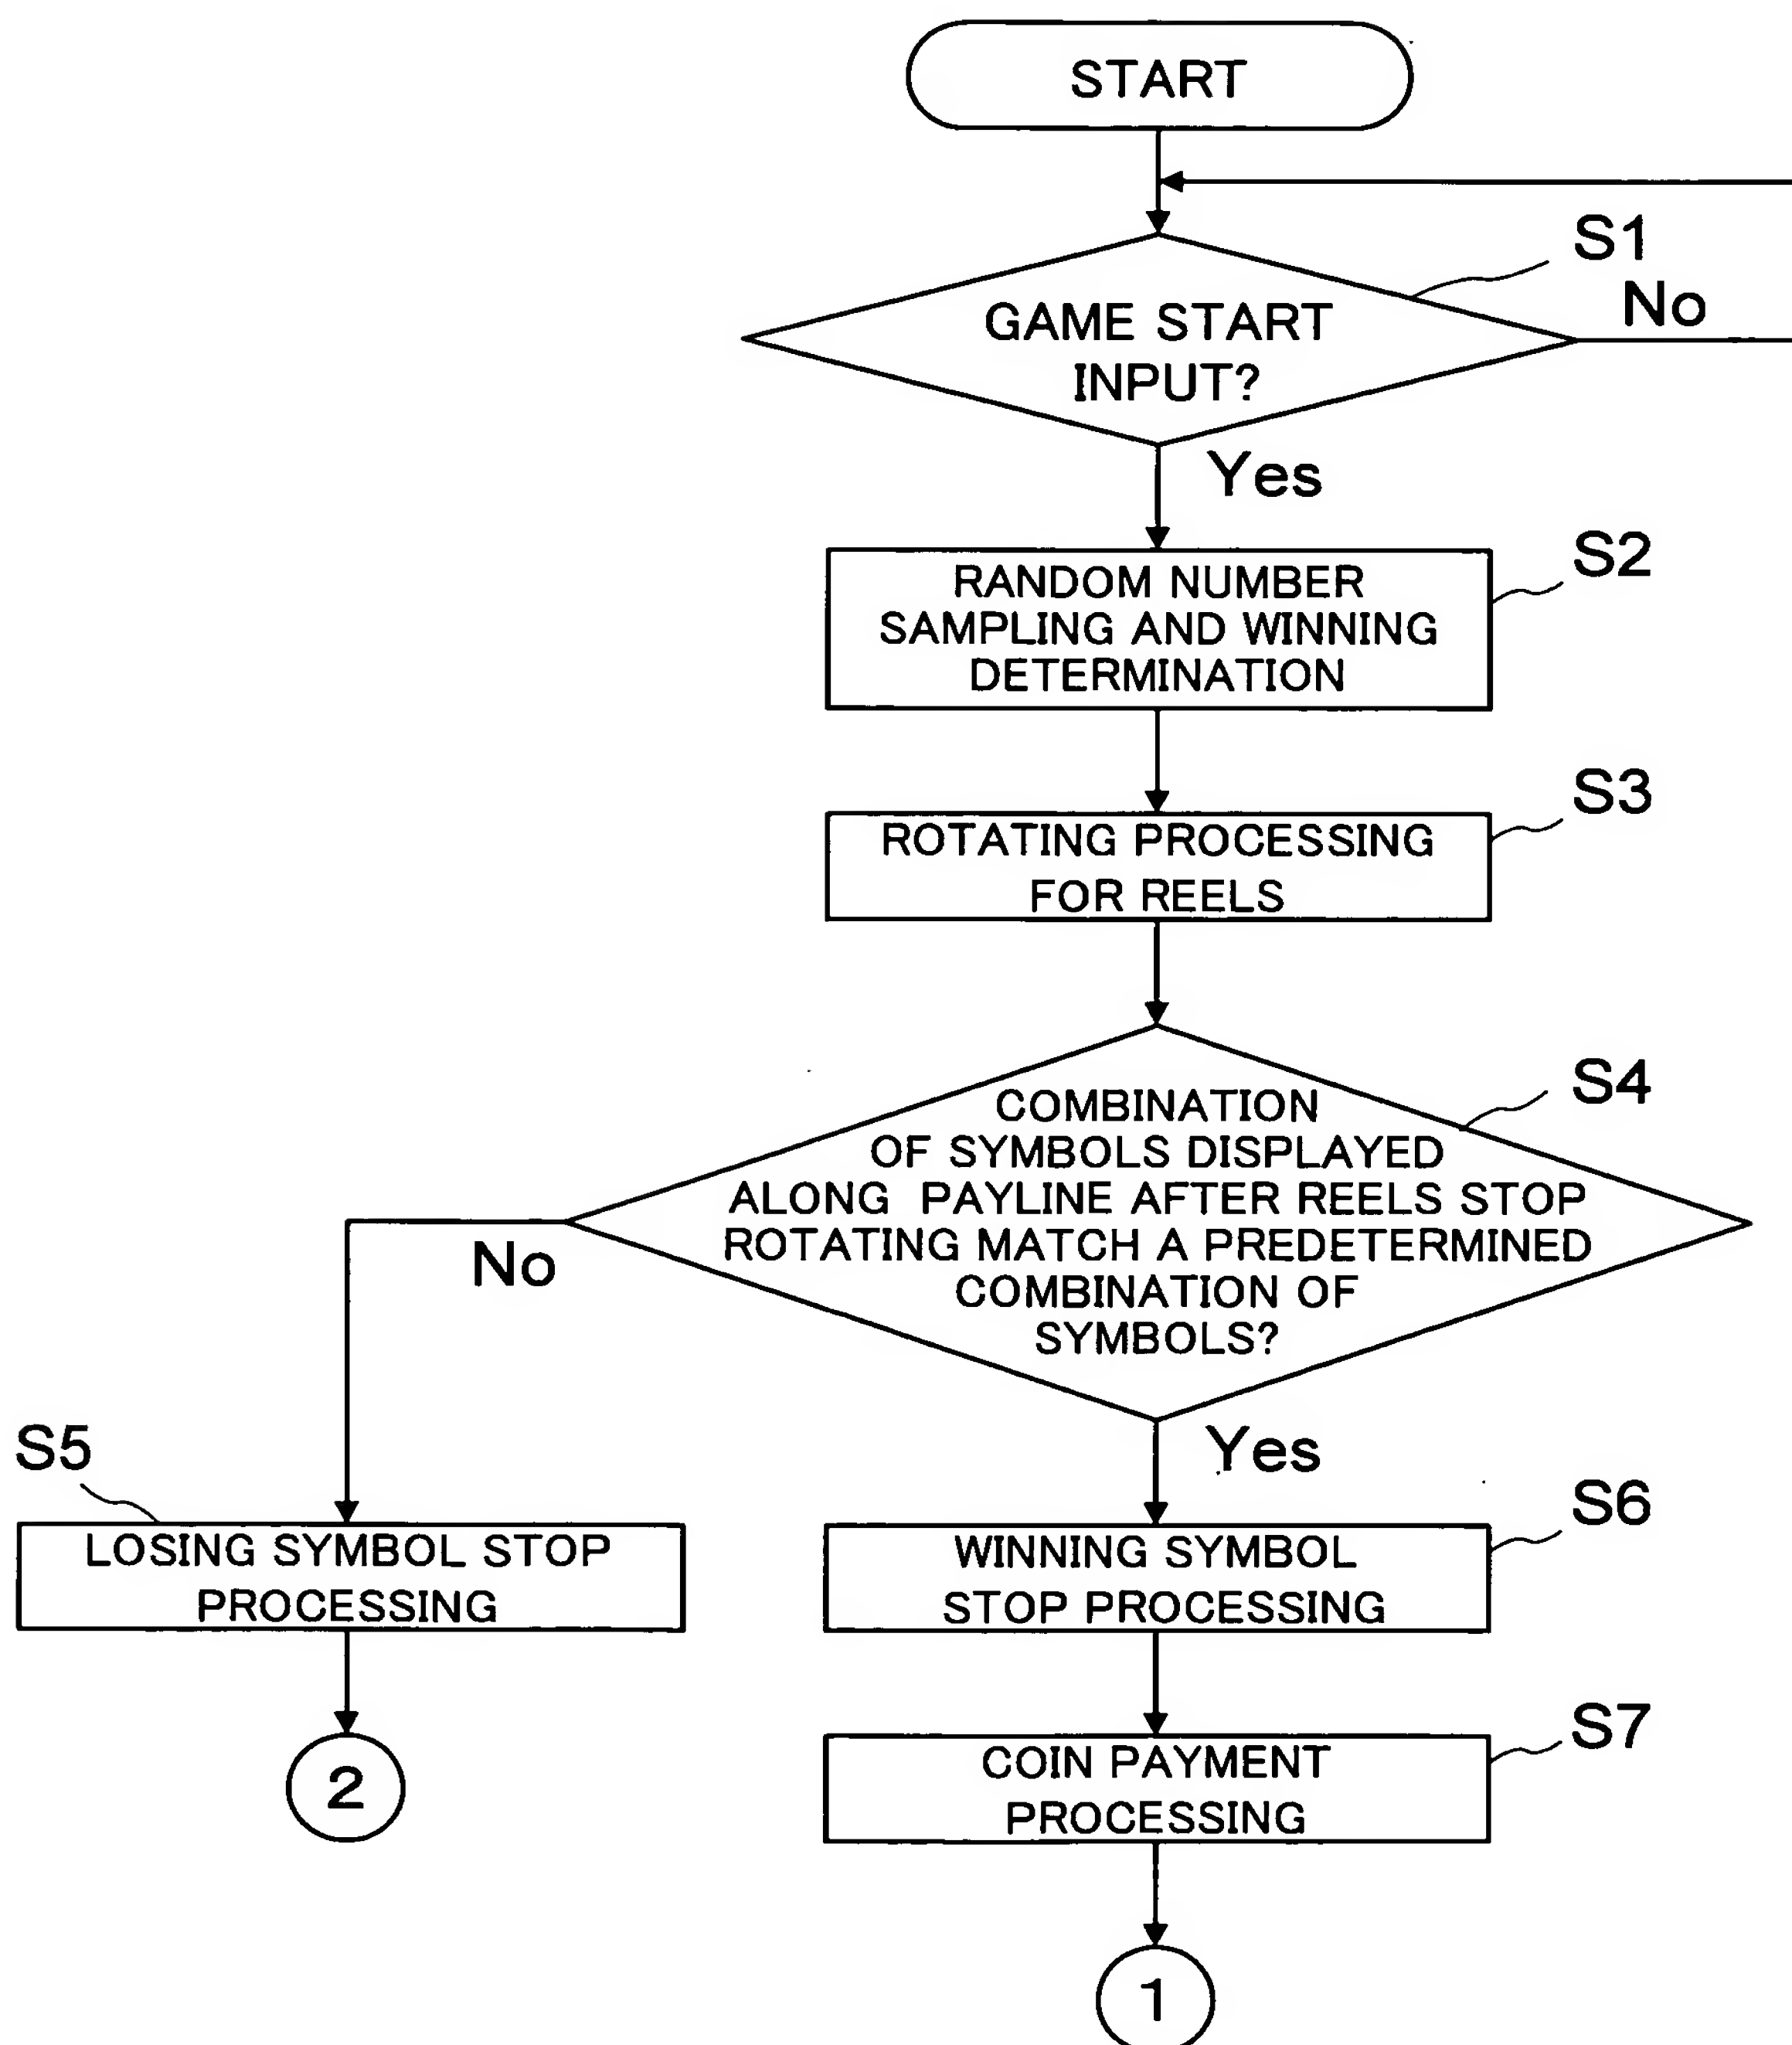 START
S1
No
GAME START
INPUT?
Yes
S2
RANDOM NUMBER
SAMPLING AND WINNING
DETERMINATION
S3
ROTATING PROCESSING
FOR REELS
S4
COMBINATION
OF SYMBOLS DISPLAYED
ALONG PAYLINE AFTER REELS STOP
ROTATING MATCH A PREDETERMINED
COMBINATION OF
SYMBOLS?
No
Yes
S5
LOSING SYMBOL STOP
PROCESSING
S6
WINNING SYMBOL
STOP PROCESSING
S7
COIN PAYMENT
PROCESSING
2
1